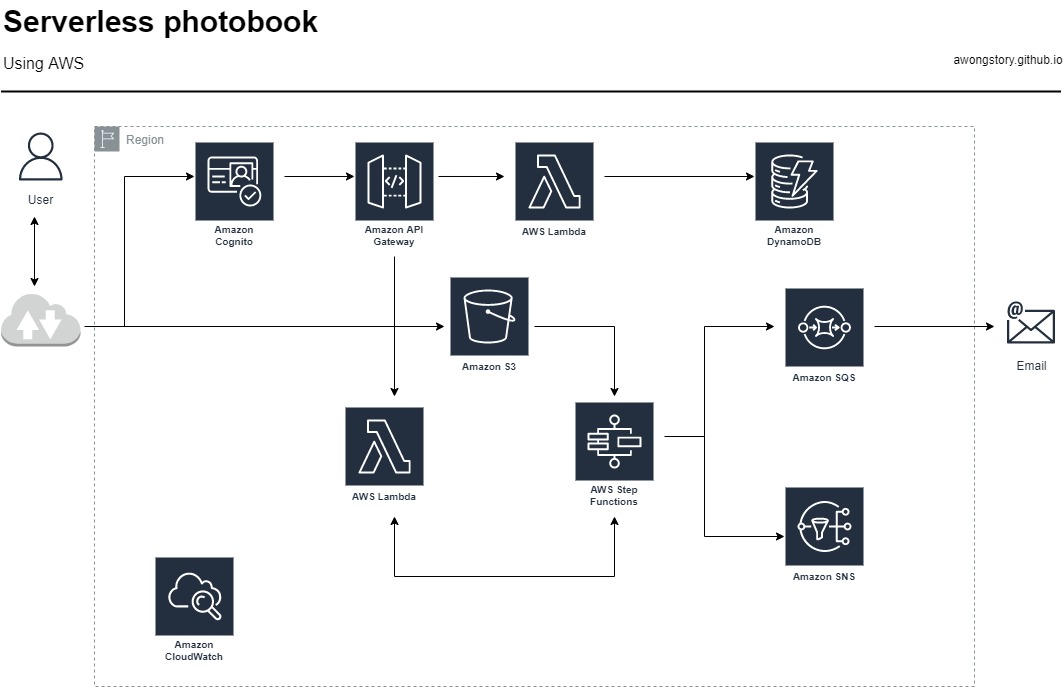 Serverless photobook
Using AWS
awongstory.github.io
Region
User
Amazon
Cognito
Amazon API
Gateway
AWS Lambda
Amazon
DynamoDB
Amazon S3
Amazon SQS
@
Email
AWS Lambda
AWS Step
Functions
Amazon SNS
Amazon
CloudWatch